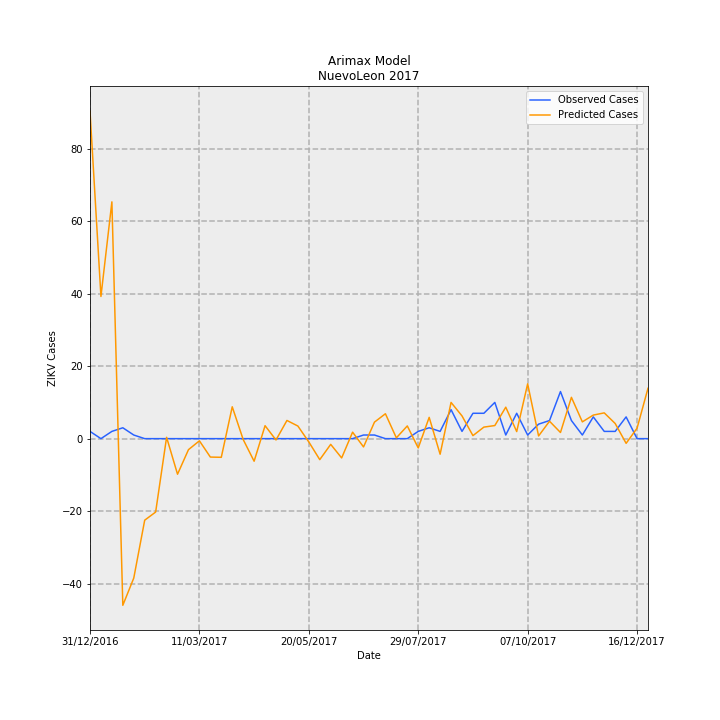 Arimax Model
NuevoLeon 2017
Observed Cases
Predicted Cases
ZIKV Cases
80
60
40
20
0
−20
−40
31/12/2016
11/03/2017
20/05/2017
29/07/2017
07/10/2017
16/12/2017
Date